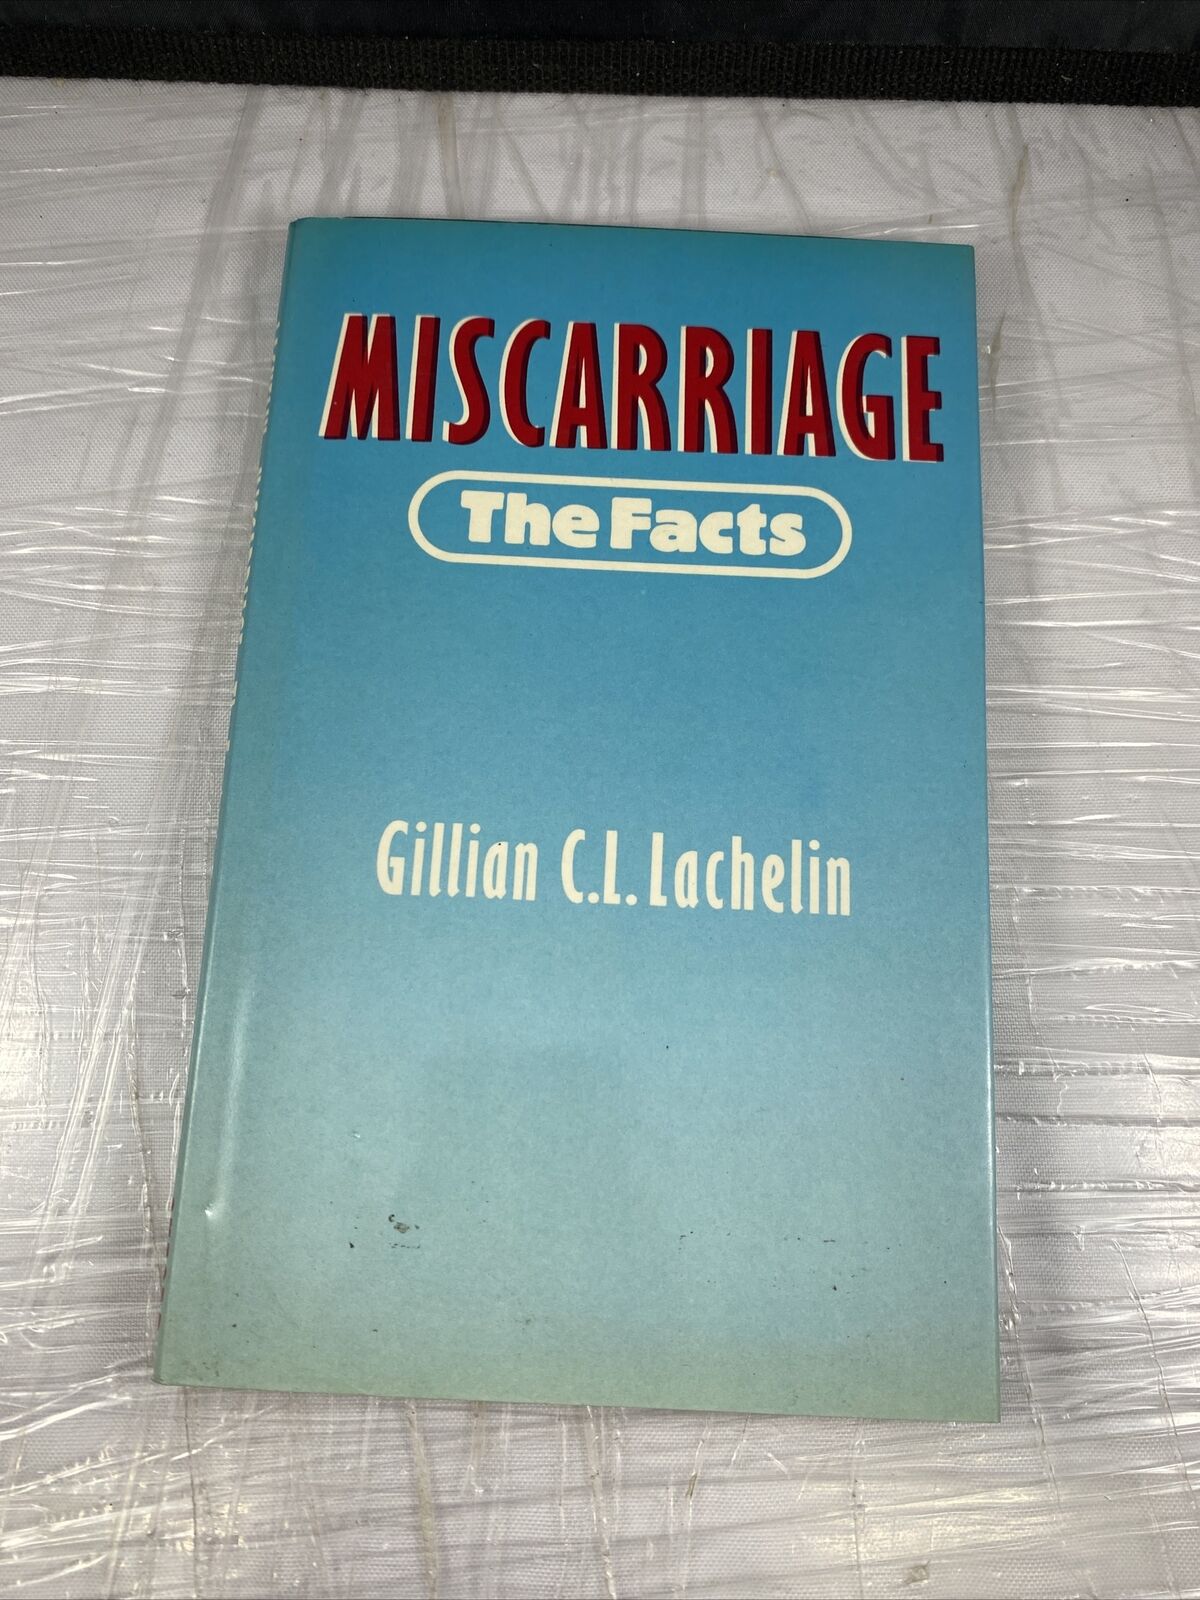 MISCARRIAGE
The Facts
Gillian C.L. Lachelin